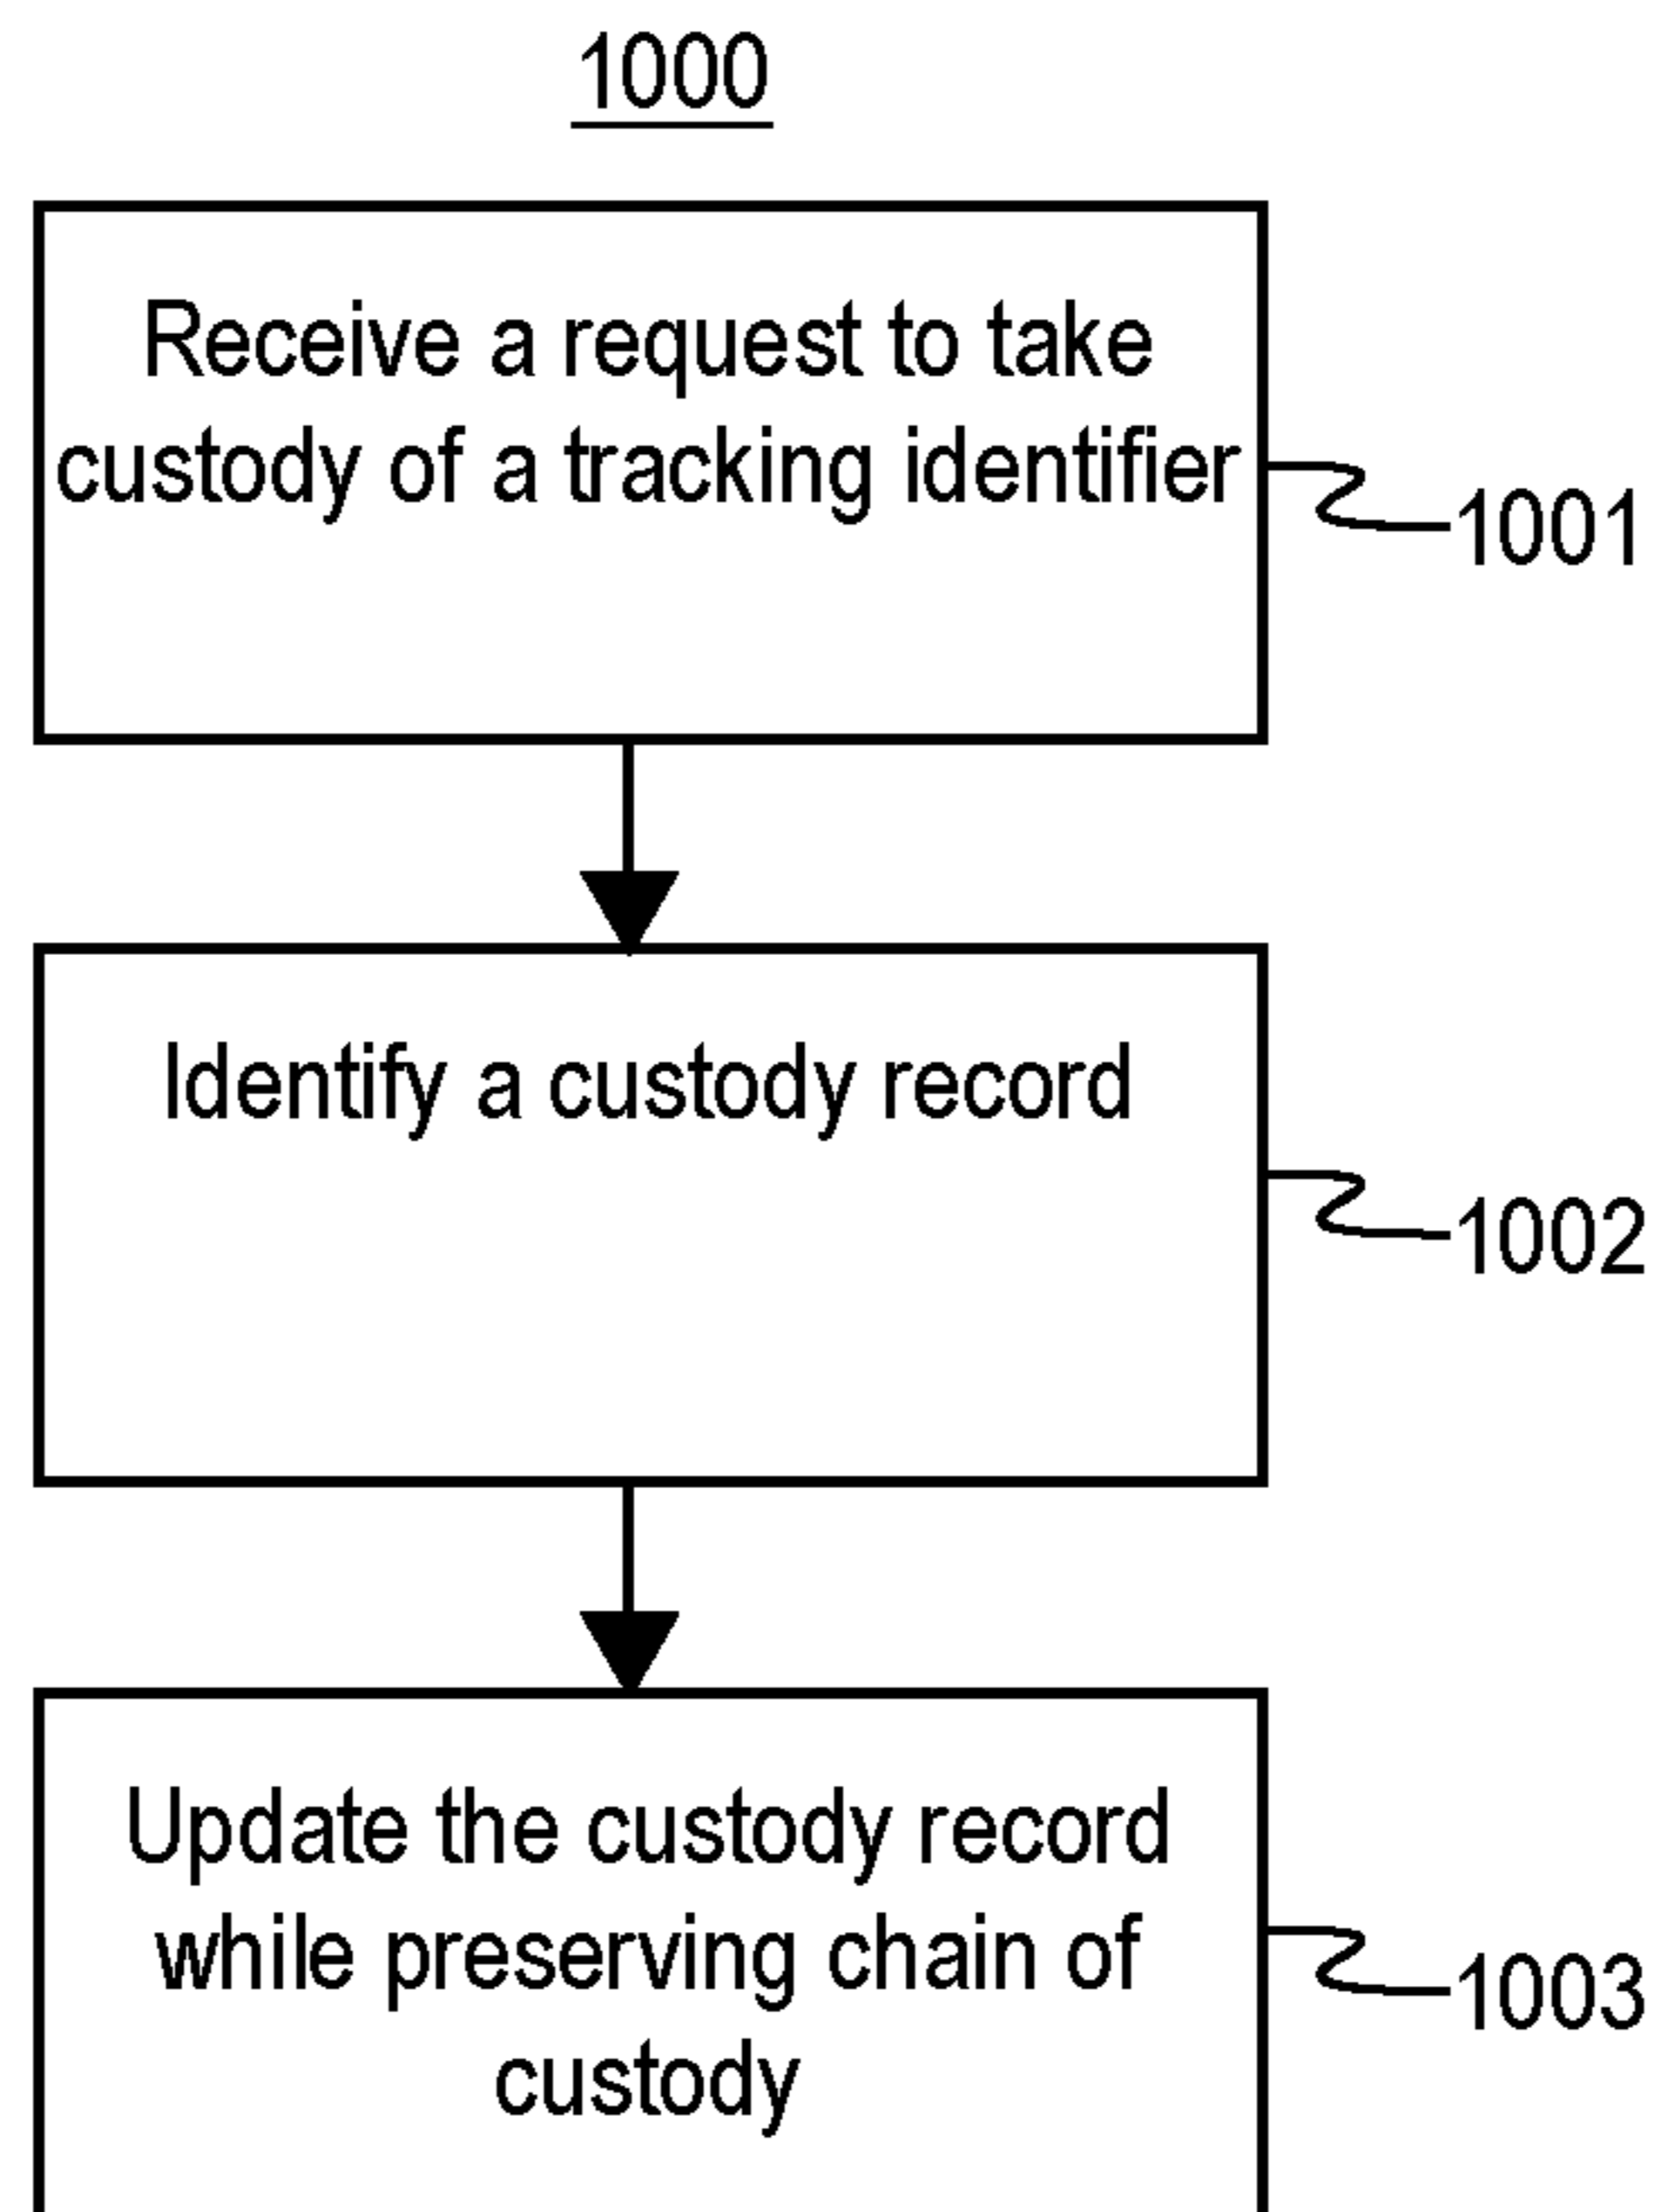 1000
Receive a request to take
custody of a tracking identifier
1001
Identify a custody record
1002
Update the custody record
while preserving chain of
custody
1003